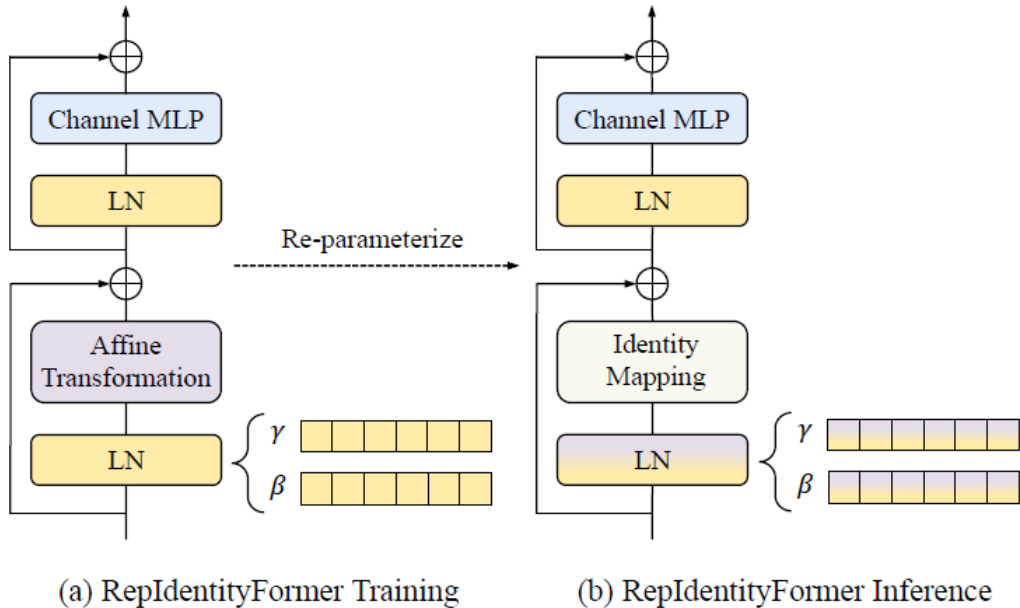 Channel MLP
LN
Affine
Transformation
LN
γ
β
Re-parameterize
Channel MLP
LN
Identity
Mapping
LN
γ
β
(a) RepIdentityFormer Training
(b) RepIdentityFormer Inference